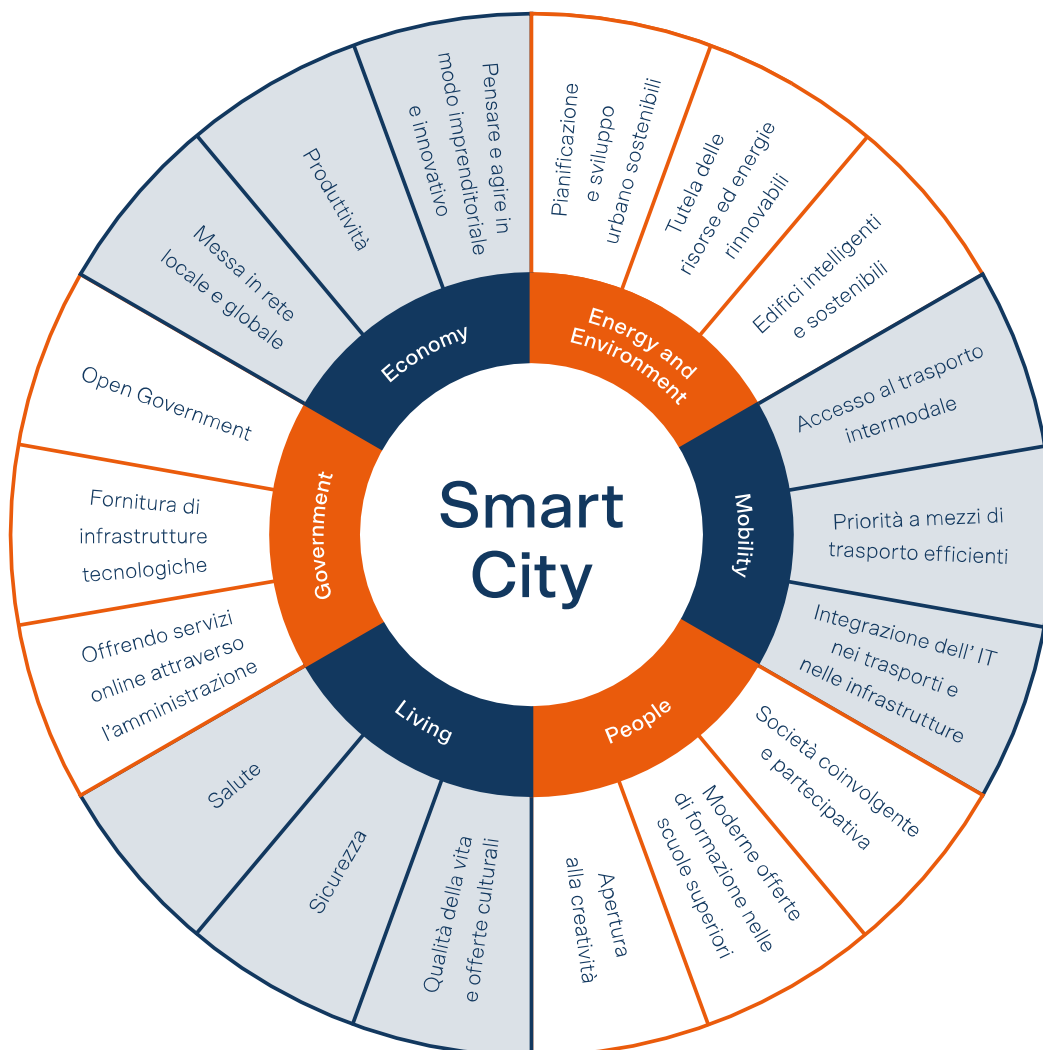 Smart
City
Energy and
Environment
Pianificazione
e sviluppo
urbano sostenibili
Tutela delle
risorse ed energie
rinnovabili
Edifici intelligenti
e sostenibili
Mobility
Accesso al trasporto
intermodale
Priorità a mezzi di
trasporto efficienti
Integrazione dell' IT
nei trasporti e
nelle infrastrutture
People
Società coinvolgente
e partecipativa
Moderne offerte
di formazione nelle
scuole superiori
Apertura
alla creatività
Living
Qualità della vita
e offerte culturali
Sicurezza
Salute
Government
Offrendo servizi
online attraverso
l'amministrazione
Fornitura di
infrastrutture
tecnologiche
Open Government
Economy
Messa in rete
locale e globale
Produttività
Pensare e agire in
modo imprenditoriale
e innovativo